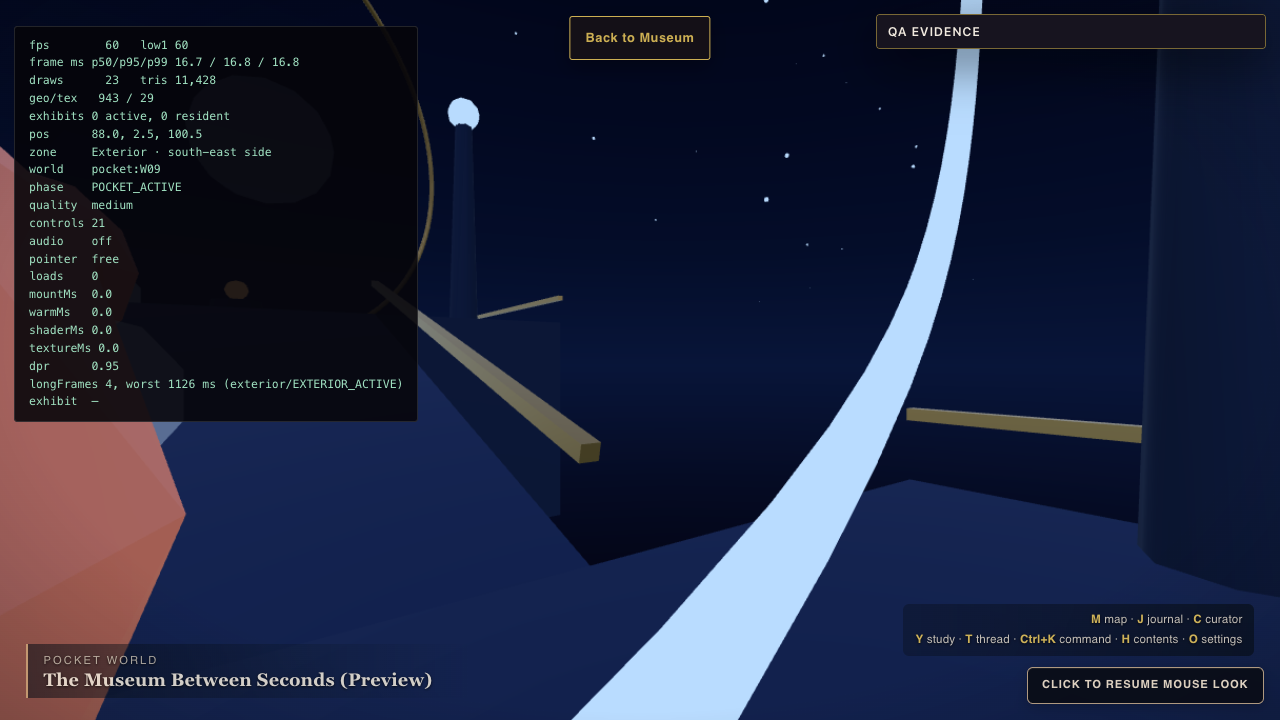 fps 60 low1 60
frame ms p50/p95/p99 16.7 / 16.8 / 16.8
draws 23 tris 11,428
geo/tex 943 / 29
exhibits 0 active, 0 resident
pos 88.0, 2.5, 100.5
zone Exterior · south-east side
world pocket:W09
phase POCKET_ACTIVE
quality medium
controls 21
audio off
pointer free
loads 0
mountMs 0.0
warmMs 0.0
shaderMs 0.0
textureMs 0.0
dpr 0.95
longFrames 4, worst 1126 ms (exterior/EXTERIOR_ACTIVE)
exhibit —
Back to Museum
QA EVIDENCE
POCKET WORLD
The Museum Between Seconds (Preview)
M map · J journal · C curator
Y study · T thread · Ctrl+K command · H contents · O settings
CLICK TO RESUME MOUSE LOOK